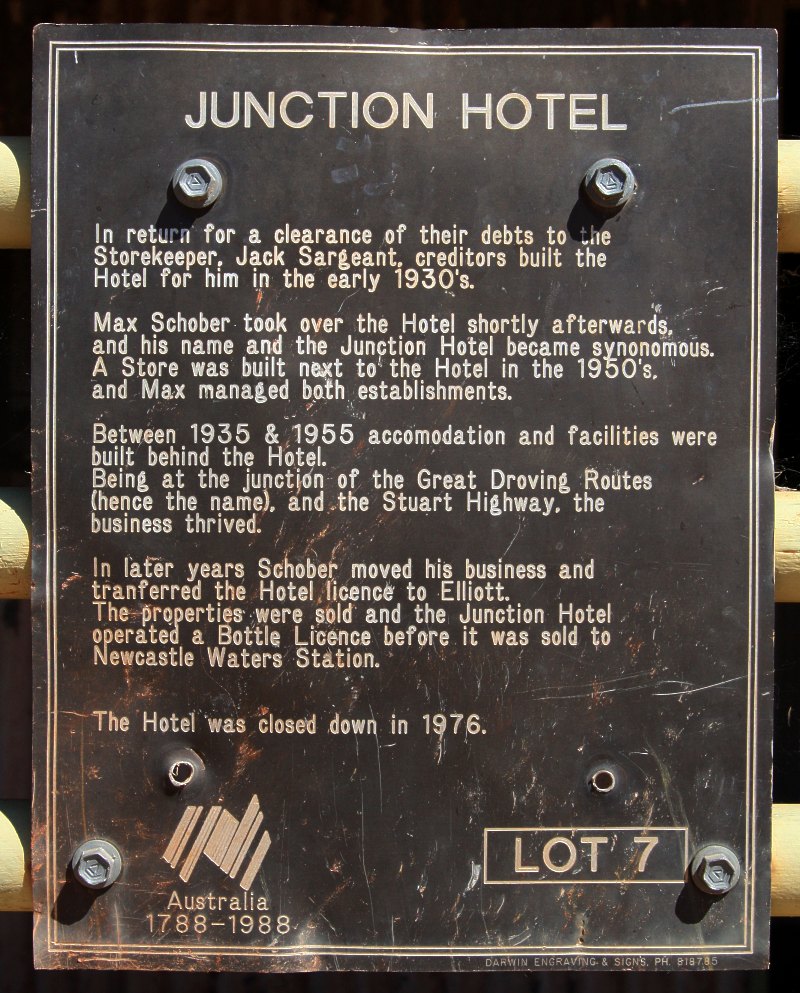 JUNCTION HOTEL
In return for a clearance of their debts to the
Storekeeper, Jack Sargeant, creditors built the
Hotel for him in the early 1930's.
Max Schober took over the Hotel shortly afterwards,
and his name and the Junction Hotel became synonomous.
A Store was built next to the Hotel in the 1950's,
and Max managed both establishments.
Between 1935 & 1955 accomodation and facilities were
built behind the Hotel.
Being at the junction of the Great Droving Routes
(hence the name), and the Stuart Highway, the
business thrived.
In later years Schober moved his business and
tranferred the Hotel licence to Elliott.
The properties were sold and the Junction Hotel
operated a Bottle Licence before it was sold to
Newcastle Waters Station.
The Hotel was closed down in 1976.
Australia
1788-1988
LOT 7
DARWIN ENGRAVING & SIGNS. PH. 818785